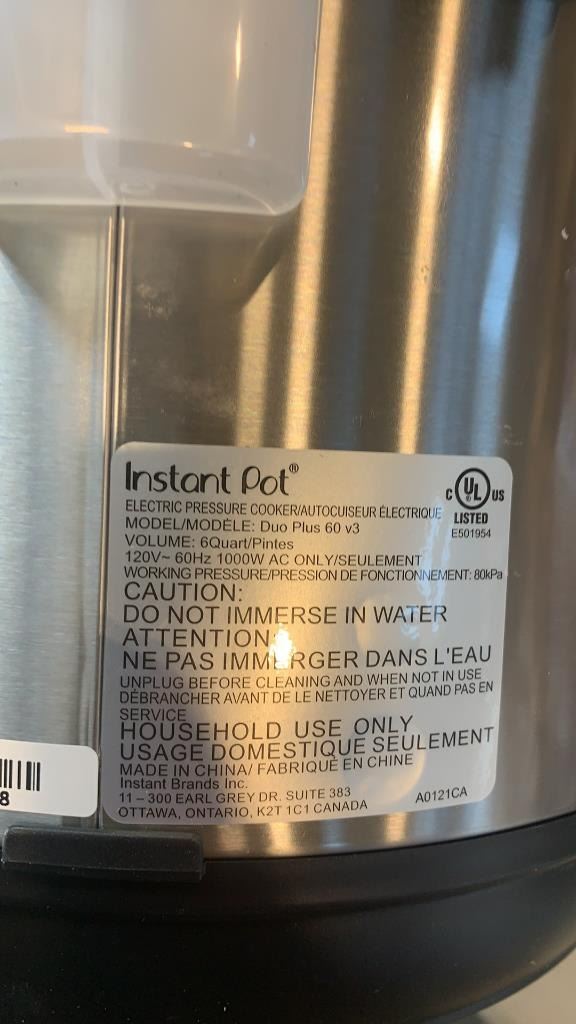 Instant Pot®
ELECTRIC PRESSURE COOKER/AUTOCUISEUR ÉLECTRIQUE
MODEL/MODÈLE: Duo Plus 60 v3
VOLUME: 6Quart/Pintes
120V~ 60Hz 1000W AC ONLY/SEULEMENT
WORKING PRESSURE/PRESSION DE FONCTIONNEMENT: 80kPa
C UL US
LISTED
E501954
CAUTION:
DO NOT IMMERSE IN WATER
ATTENTION:
NE PAS IMMERGER DANS L'EAU
UNPLUG BEFORE CLEANING AND WHEN NOT IN USE
DÉBRANCHER AVANT DE LE NETTOYER ET QUAND PAS EN
SERVICE
HOUSEHOLD USE ONLY
USAGE DOMESTIQUE SEULEMENT
MADE IN CHINA/ FABRIQUÉ EN CHINE
Instant Brands Inc.
11 – 300 EARL GREY DR. SUITE 383
OTTAWA, ONTARIO, K2T 1C1 CANADA
A0121CA
8